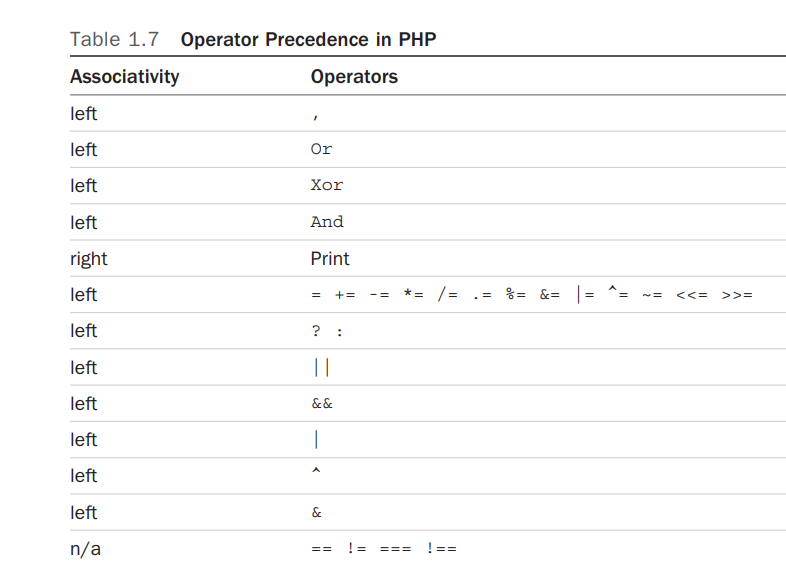 Table 1.7 Operator Precedence in PHP
Associativity Operators
left ,
left Or
left Xor
left And
right Print
left = += -= *= /= .= %= &= |= ^= ~= <<= >>=
left ? :
left ||
left &&
left |
left ^
left &
n/a == != === !==